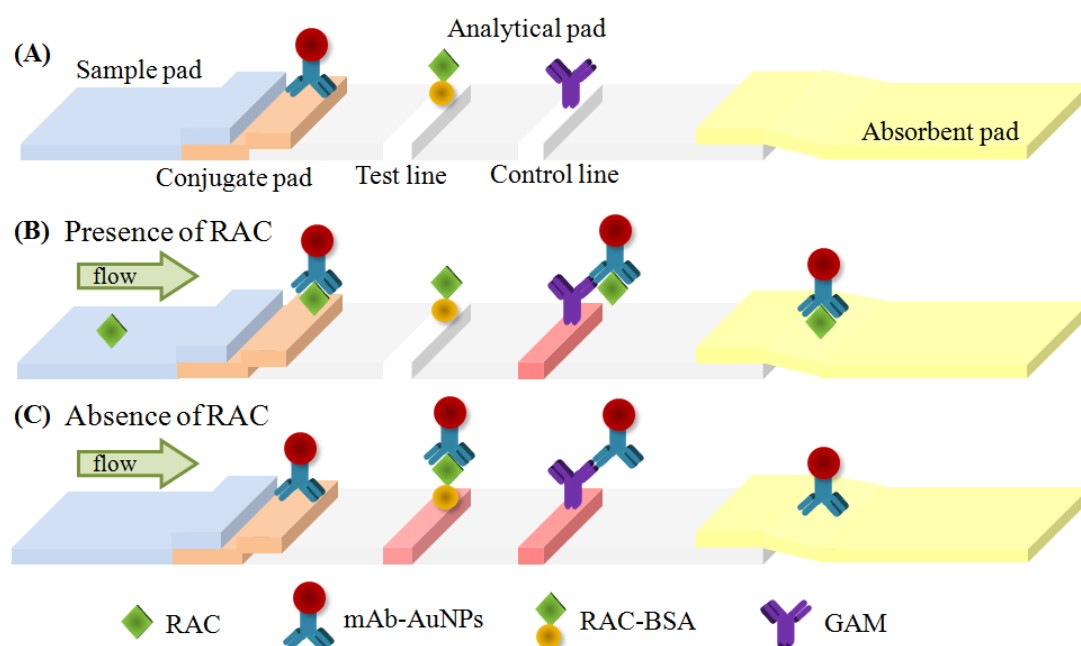 (A)
Analytical pad
Sample pad
Absorbent pad
Conjugate pad
Test line
Control line
(B) Presence of RAC
flow
(C) Absence of RAC
flow
RAC
mAb-AuNPs
RAC-BSA
GAM